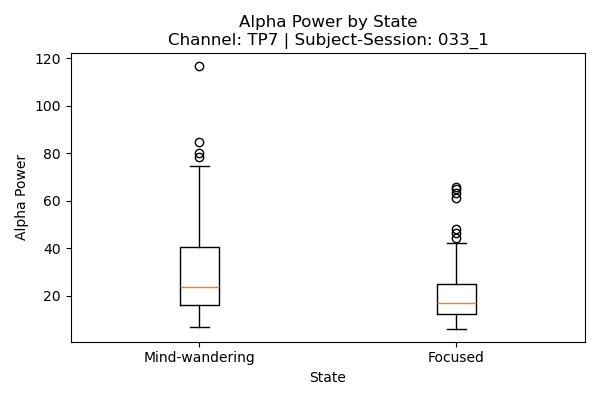 Alpha Power by State
Channel: TP7 | Subject-Session: 033_1
120
100
80
60
40
20
Alpha Power
Mind-wandering
Focused
State